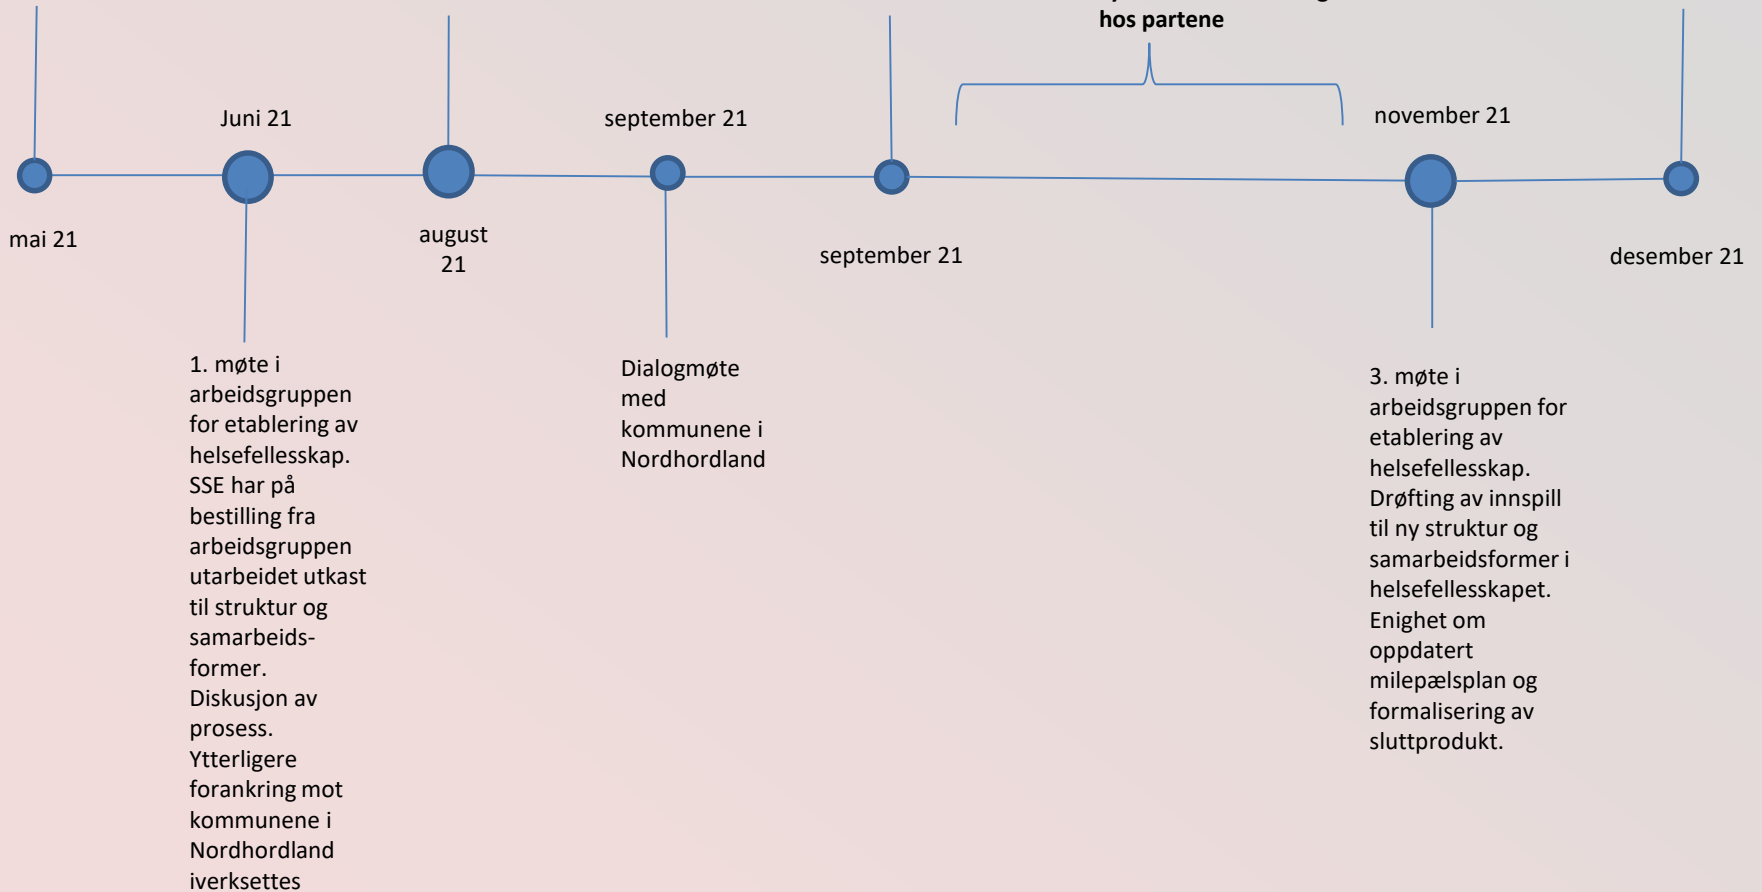 hos partene
Juni 21
september 21
november 21
mai 21
august
21
september 21
desember 21
1. møte i
arbeidsgruppen
for etablering av
helsefellesskap.
SSE har på
bestilling fra
arbeidsgruppen
utarbeidet utkast
til struktur og
samarbeids-
former.
Diskusjon av
prosess.
Ytterligere
forankring mot
kommunene i
Nordhordland
iverksettes
Dialogmøte
med
kommunene i
Nordhordland
3. møte i
arbeidsgruppen for
etablering av
helsefellesskap.
Drøfting av innspill
til ny struktur og
samarbeidsformer i
helsefellesskapet.
Enighet om
oppdatert
milepælsplan og
formalisering av
sluttprodukt.